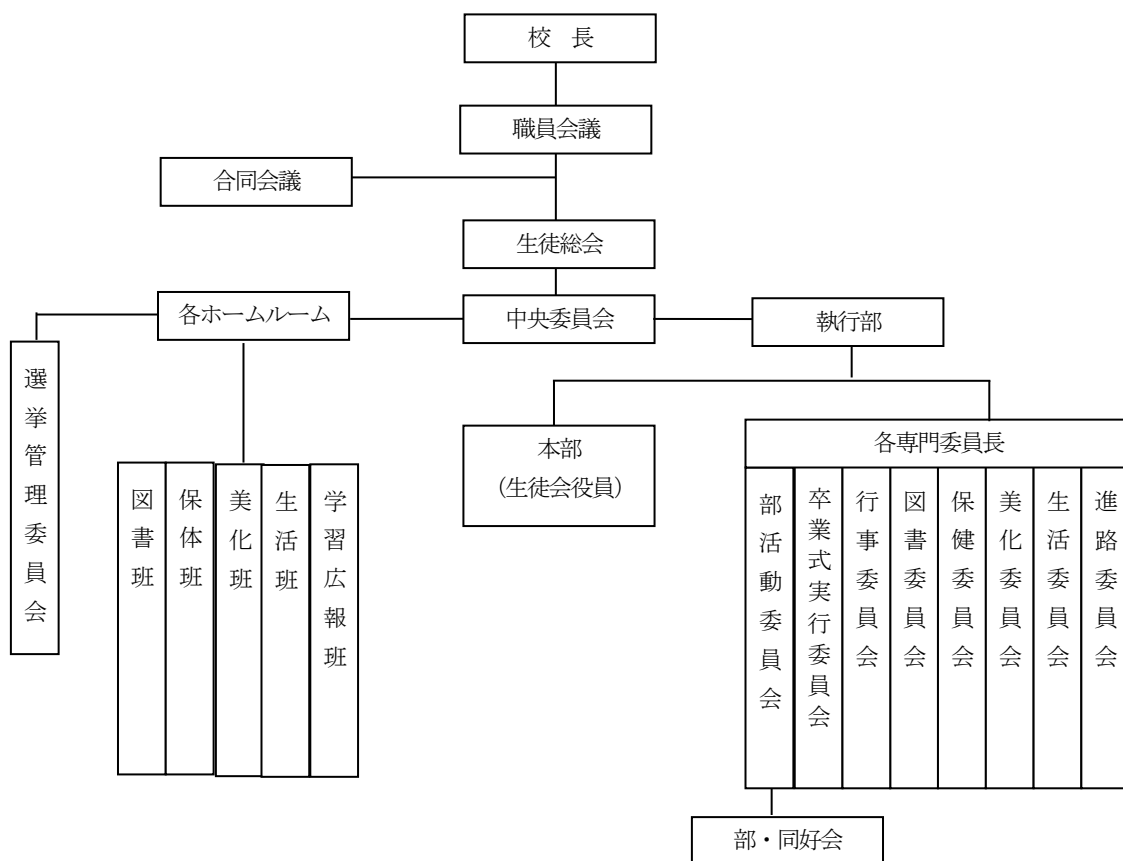 校　長
職員会議
合同会議
生徒総会
各ホームルーム
中央委員会
執行部
選挙管理委員会
図書班
保体班
美化班
生活班
学習広報班
本部
（生徒会役員）
各専門委員長
部活動委員会
卒業式実行委員会
行事委員会
図書委員会
保健委員会
美化委員会
生活委員会
進路委員会
部・同好会